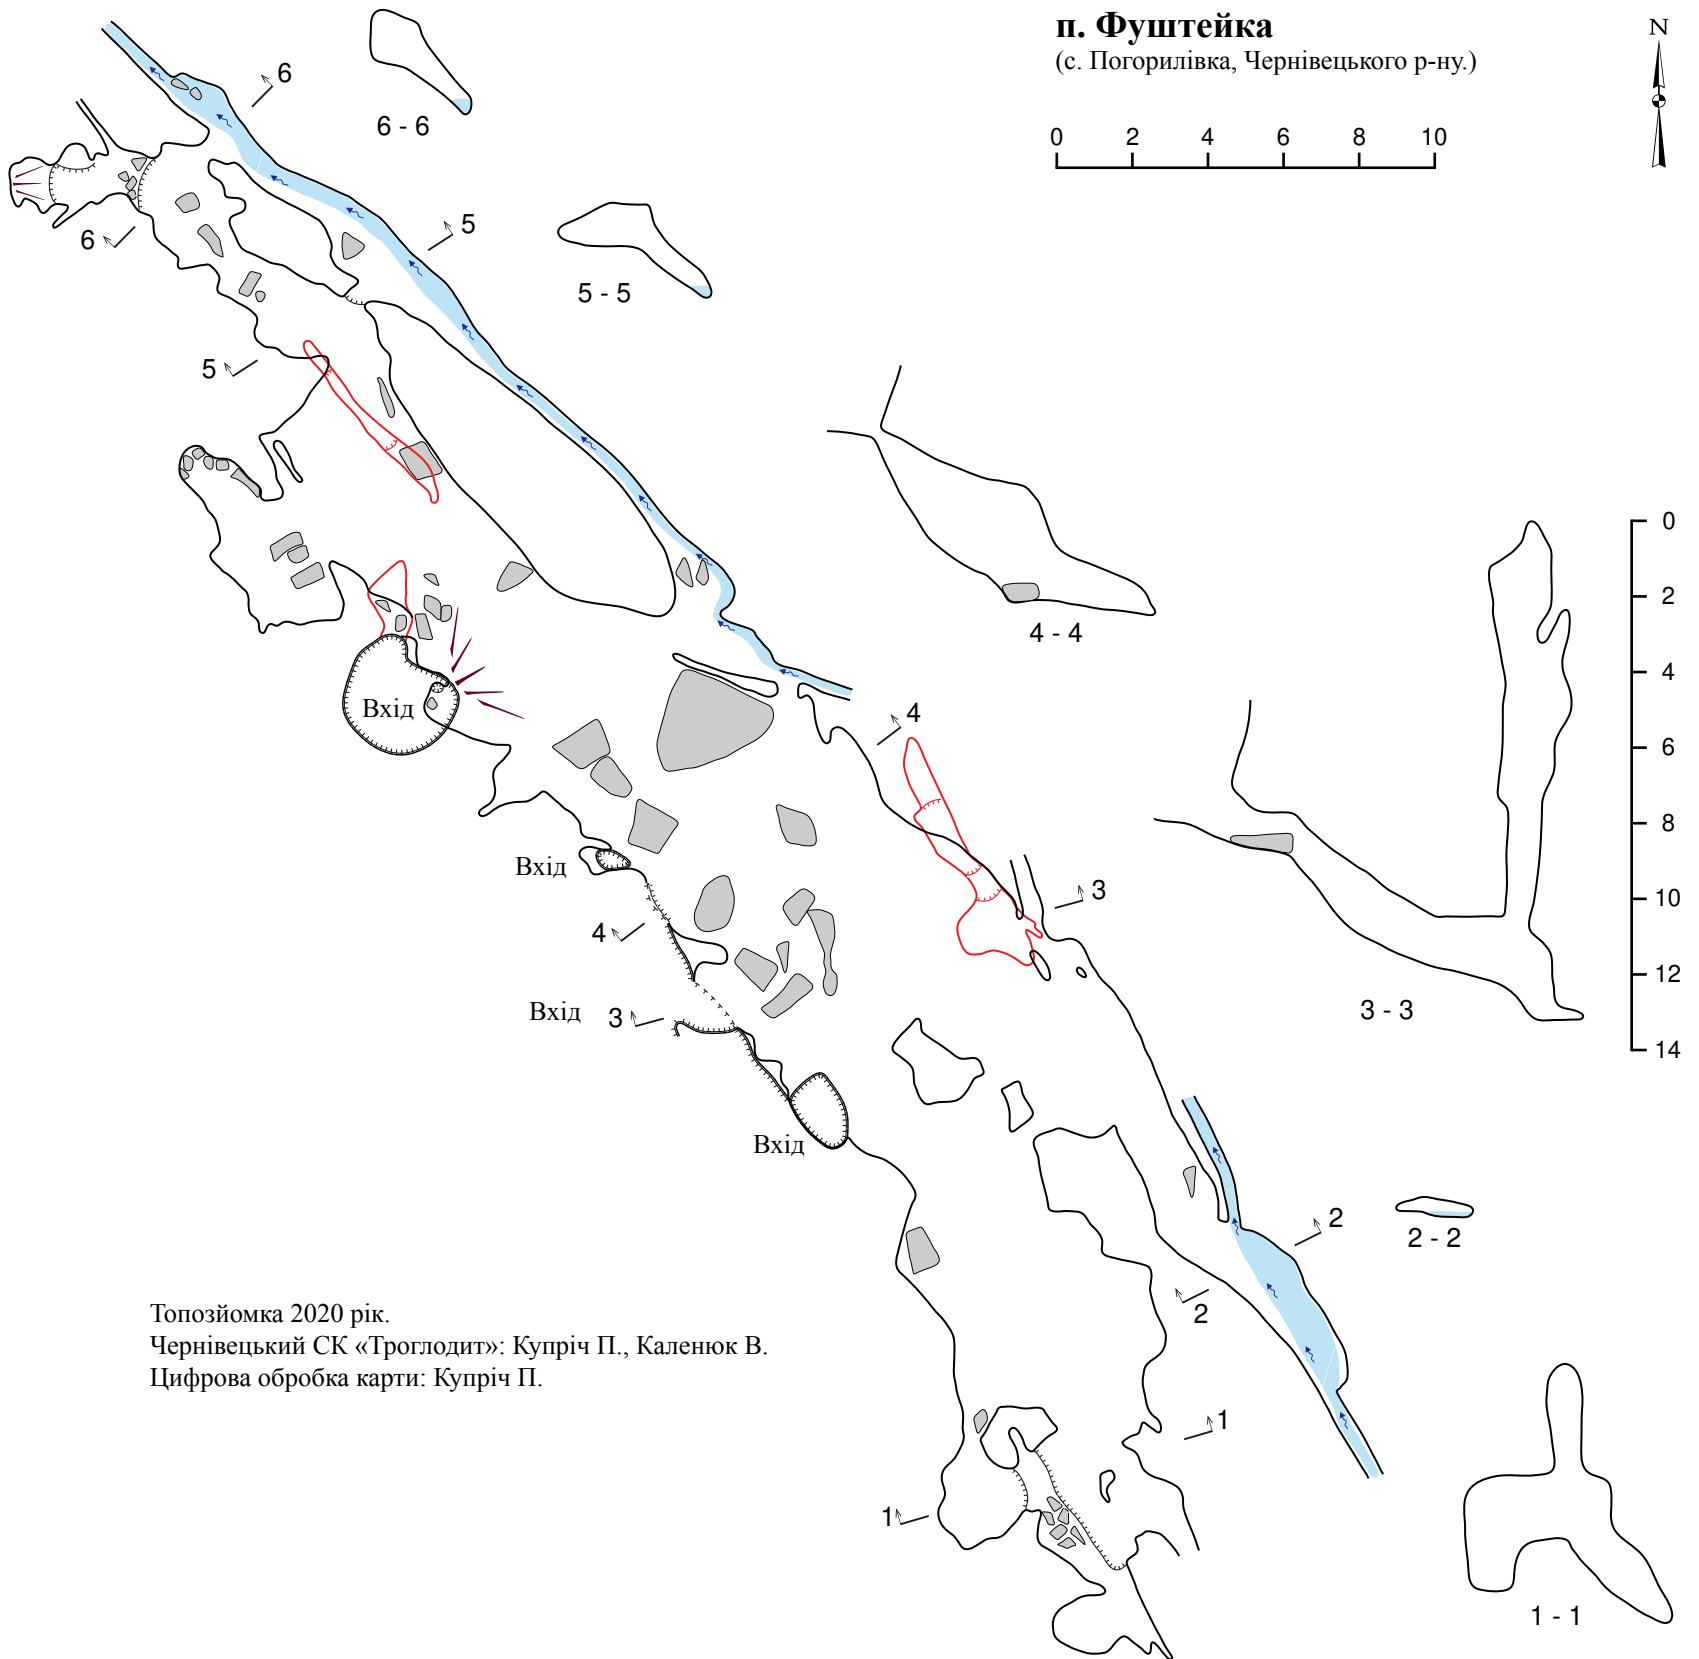 п. Фуштейка
(с. Погорилівка, Чернівецького р-ну.)
N
0 2 4 6 8 10
6
6 - 6
5
6
5 - 5
5
4 - 4
0
2
4
6
8
10
12
14
Вхід
4
Вхід
3
4
Вхід
3
3 - 3
Вхід
2
2 - 2
2
Топозйомка 2020 рік.
Чернівецький СК «Троглодит»: Купріч П., Каленюк В.
Цифрова обробка карти: Купріч П.
1
1
1 - 1